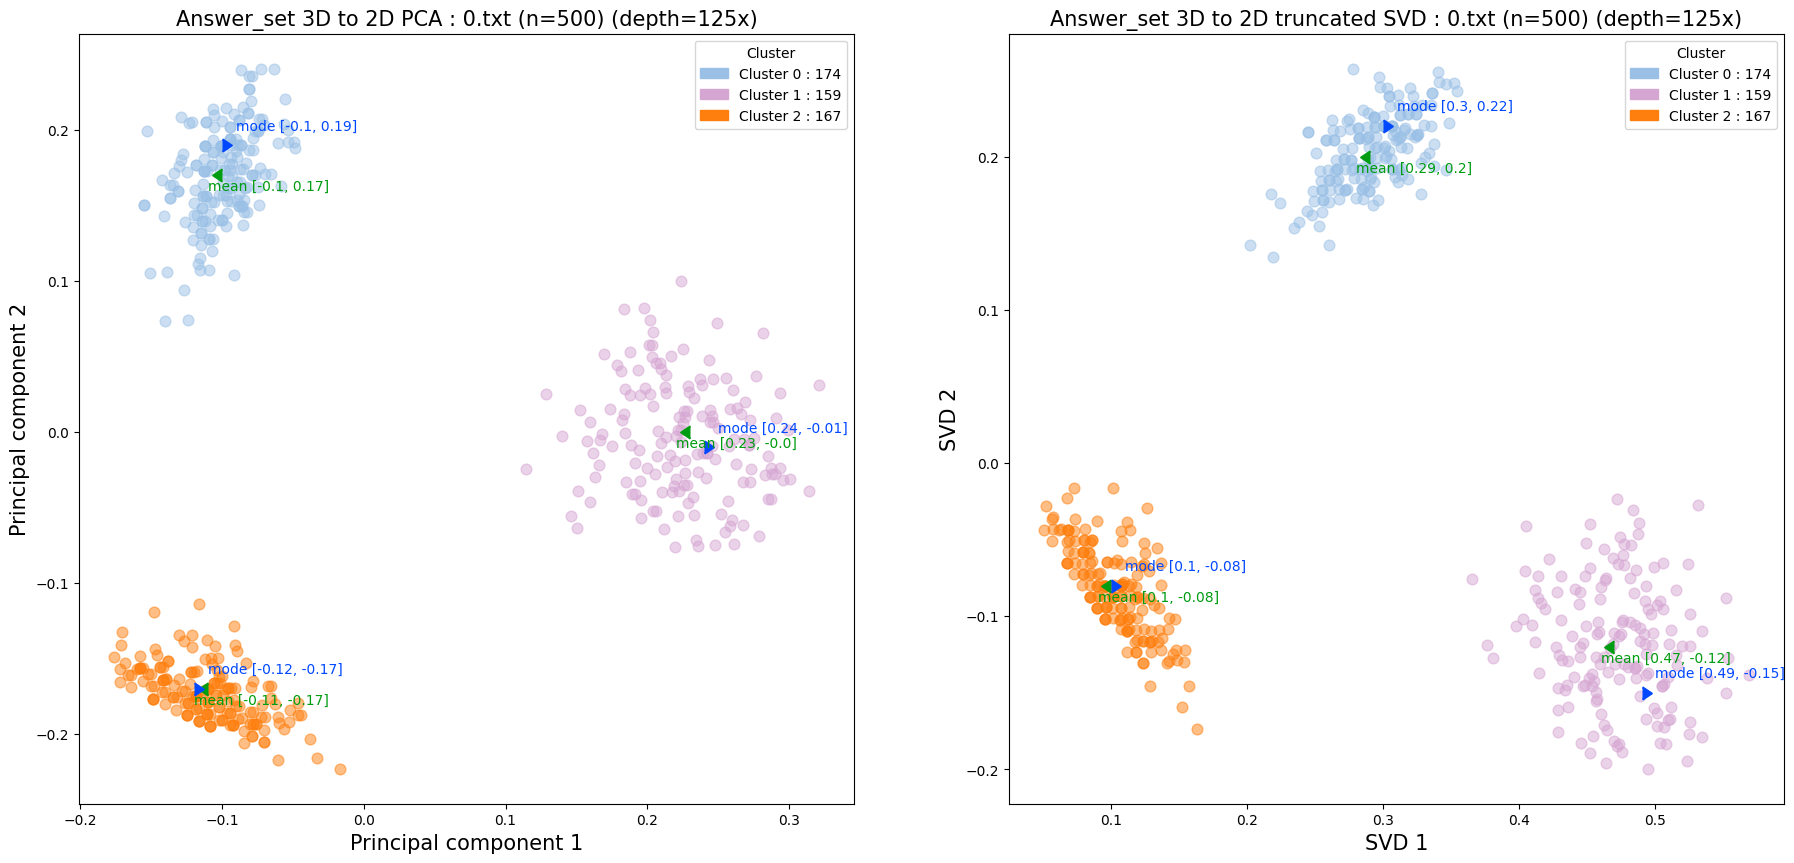 Answer_set 3D to 2D PCA : 0.txt (n=500) (depth=125x)
Cluster
Cluster 0 : 174
Cluster 1 : 159
Cluster 2 : 167
mode [-0.1, 0.19]
mean [-0.1, 0.17]
mode [0.24, -0.01]
mean [0.23, -0.0]
mode [-0.12, -0.17]
mean [-0.11, -0.17]
Principal component 2
0.2
0.1
0.0
−0.1
−0.2
−0.2
−0.1
0.0
0.1
0.2
0.3
Principal component 1
Answer_set 3D to 2D truncated SVD : 0.txt (n=500) (depth=125x)
Cluster
Cluster 0 : 174
Cluster 1 : 159
Cluster 2 : 167
mode [0.3, 0.22]
mean [0.29, 0.2]
mode [0.1, -0.08]
mean [0.1, -0.08]
mean [0.47, -0.12]
mode [0.49, -0.15]
SVD 2
0.2
0.1
0.0
−0.1
−0.2
0.1
0.2
0.3
0.4
0.5
SVD 1